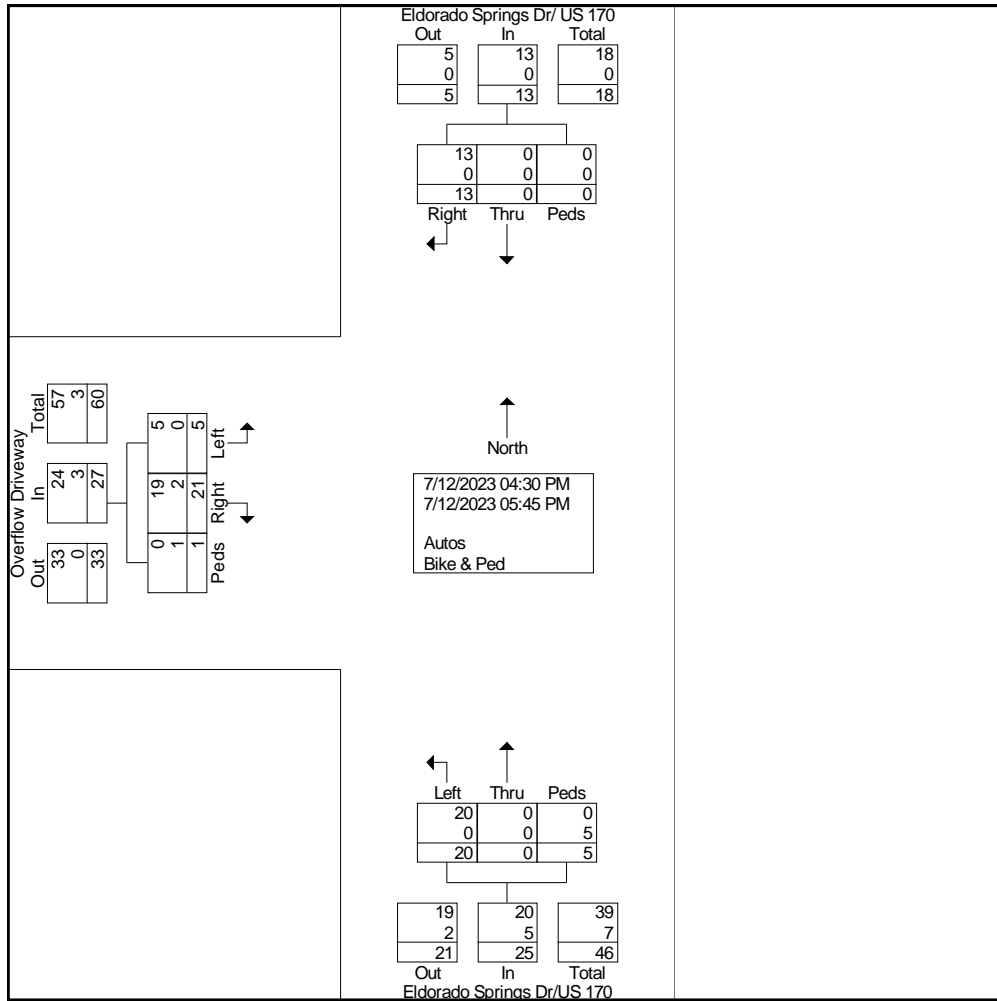 Eldorado Springs Dr/ US 170
Out In Total
5 13 18
0 0 0
5 13 18
13 0 0
0 0 0
13 0 0
Right Thru Peds
Overflow Driveway
Out In Total
33 24 57
0 3 3
33 27 60
0 19 5
1 2 0
1 21 5
Peds Right Left
North
7/12/2023 04:30 PM
7/12/2023 05:45 PM
Autos
Bike & Ped
Left Thru Peds
20 0 0
0 0 5
20 0 5
19 20 39
2 5 7
21 25 46
Out In Total
Eldorado Springs Dr/US 170